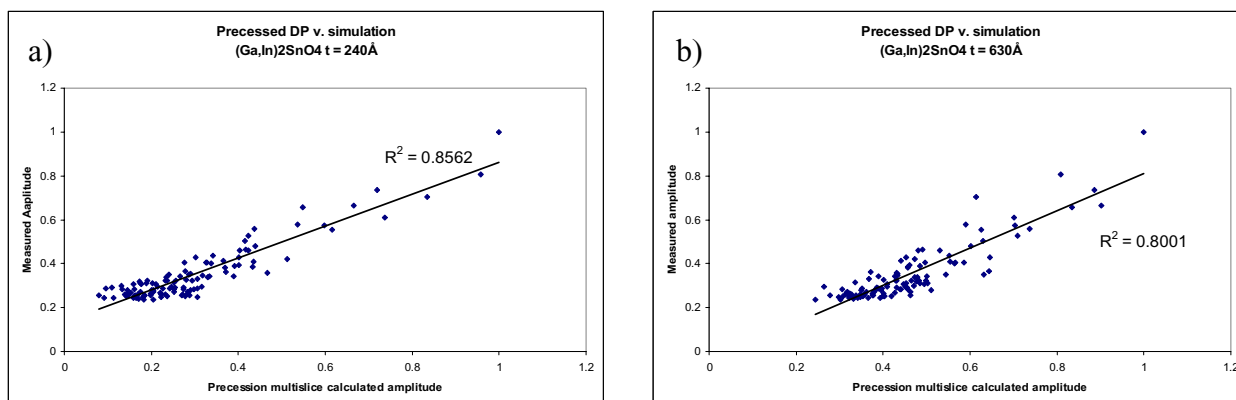 a)
Precessed DP v. simulation
(Ga,In)2SnO4 t = 240Å
1.2
1
0.8
0.6
0.4
0.2
0
Measured Aaplitude
R² = 0.8562
0 0.2 0.4 0.6 0.8 1 1.2
Precession multislice calculated amplitude
b)
Precessed DP v. simulation
(Ga,In)2SnO4 t = 630Å
1.2
1
0.8
0.6
0.4
0.2
0
Measured amplitude
R² = 0.8001
0 0.2 0.4 0.6 0.8 1 1.2
Precession multislice calculated amplitude